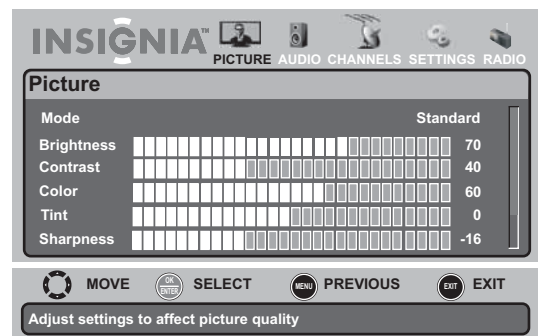 INSIGNIA™
PICTURE AUDIO CHANNELS SETTINGS RADIO
Picture
Mode Standard
Brightness 70
Contrast 40
Color 60
Tint 0
Sharpness -16
MOVE OK ENTER SELECT MENU PREVIOUS EXIT EXIT
Adjust settings to affect picture quality